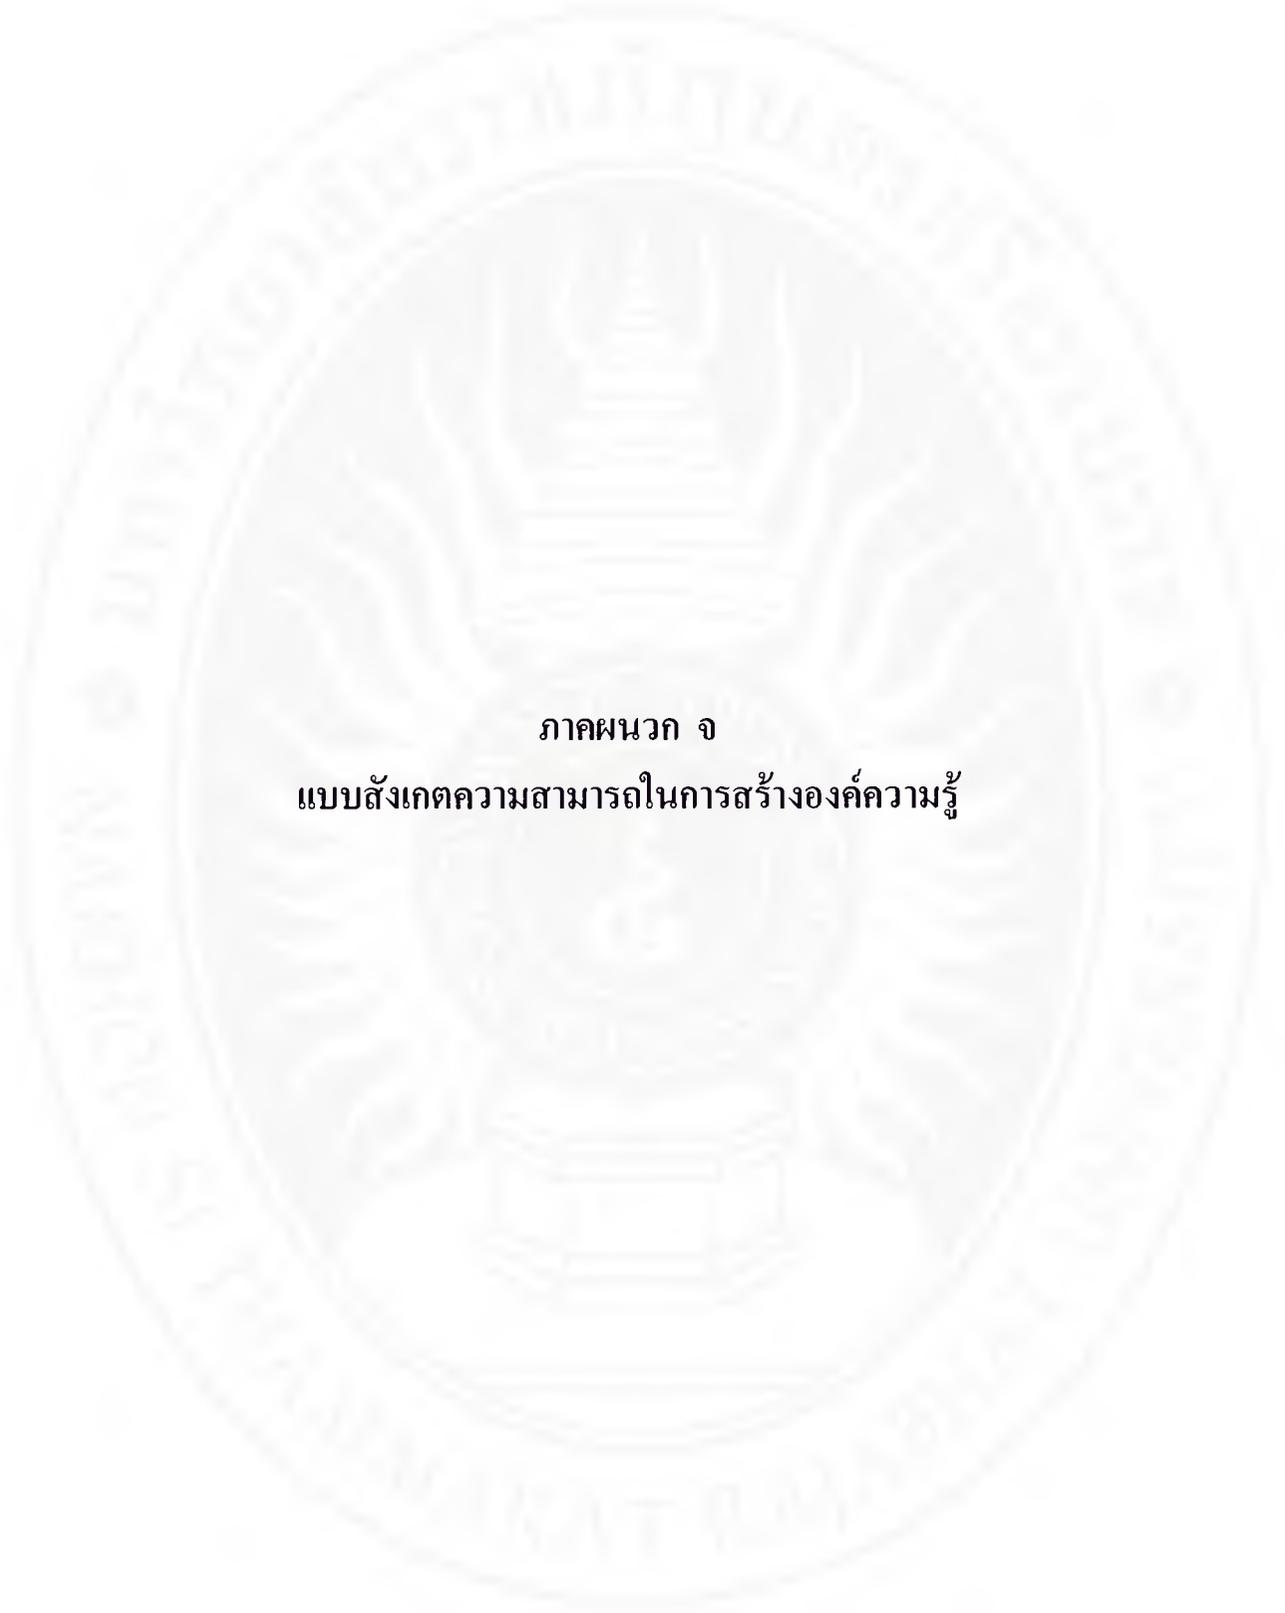 ภาคผนวก จ
แบบสังเกตความสามารถในการสร้างองค์ความรู้